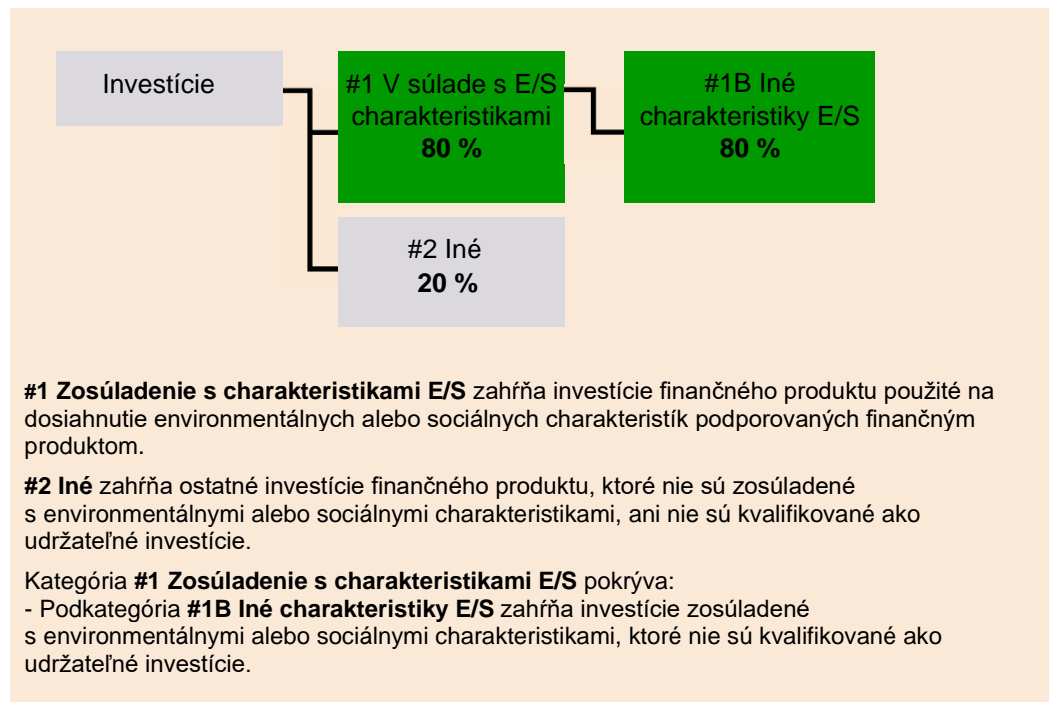 Investície
#1 V súlade s E/S
charakteristikami
80 %
#1B Iné
charakteristiky E/S
80 %
#2 Iné
20 %
#1 Zosúladenie s charakteristikami E/S zahŕňa investície finančného produktu použité na
dosiahnutie environmentálnych alebo sociálnych charakteristík podporovaných finančným
produktom.
#2 Iné zahŕňa ostatné investície finančného produktu, ktoré nie sú zosúladené
s environmentálnymi alebo sociálnymi charakteristikami, ani nie sú kvalifikované ako
udržateľné investície.
Kategória #1 Zosúladenie s charakteristikami E/S pokrýva:
- Podkategória #1B Iné charakteristiky E/S zahŕňa investície zosúladené
s environmentálnymi alebo sociálnymi charakteristikami, ktoré nie sú kvalifikované ako
udržateľné investície.